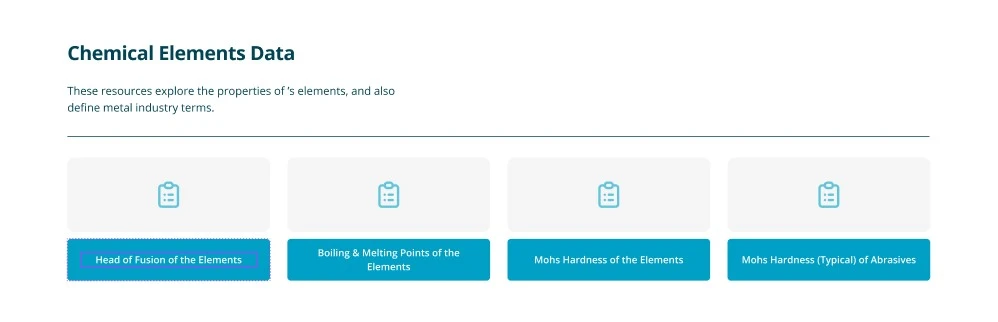 Chemical Elements Data
These resources explore the properties of ’s elements, and also
define metal industry terms.
Head of Fusion of the Elements
Boiling & Melting Points of the
Elements
Mohs Hardness of the Elements
Mohs Hardness (Typical) of Abrasives